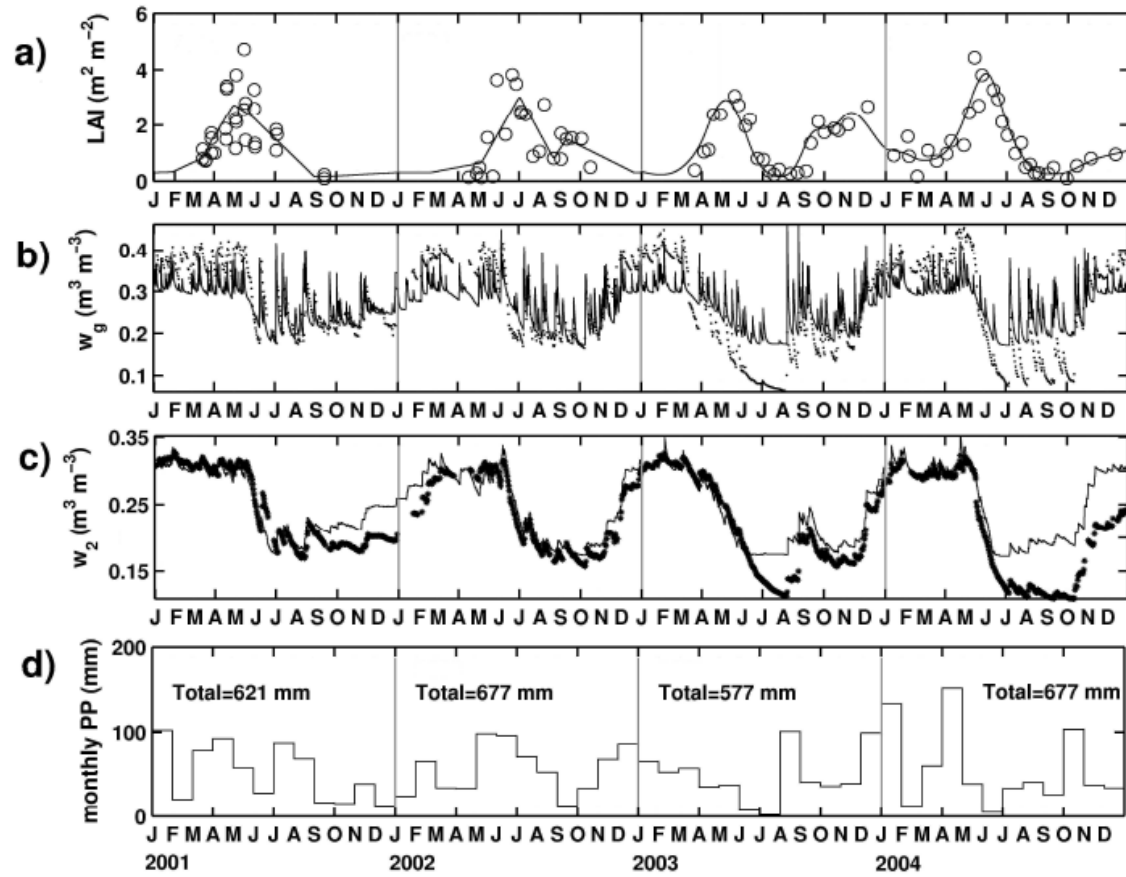 a)
LAI (m² m⁻²)
6
4
2
0
J F M A M J J A S O N D J F M A M J J A S O N D J F M A M J J A S O N D J F M A M J J A S O N D
b)
w_g (m³ m⁻³)
0.4
0.3
0.2
0.1
J F M A M J J A S O N D J F M A M J J A S O N D J F M A M J J A S O N D J F M A M J J A S O N D
c)
w₂ (m³ m⁻³)
0.35
0.25
0.15
J F M A M J J A S O N D J F M A M J J A S O N D J F M A M J J A S O N D J F M A M J J A S O N D
d)
monthly PP (mm)
200
100
0
Total=621 mm Total=677 mm Total=577 mm Total=677 mm
J F M A M J J A S O N D J F M A M J J A S O N D J F M A M J J A S O N D J F M A M J J A S O N D
2001 2002 2003 2004